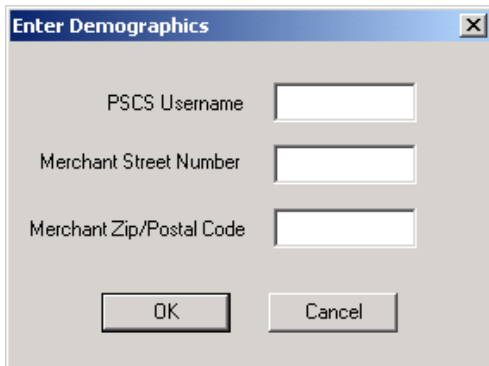 Enter Demographics
PSCS Username
Merchant Street Number
Merchant Zip/Postal Code
OK Cancel